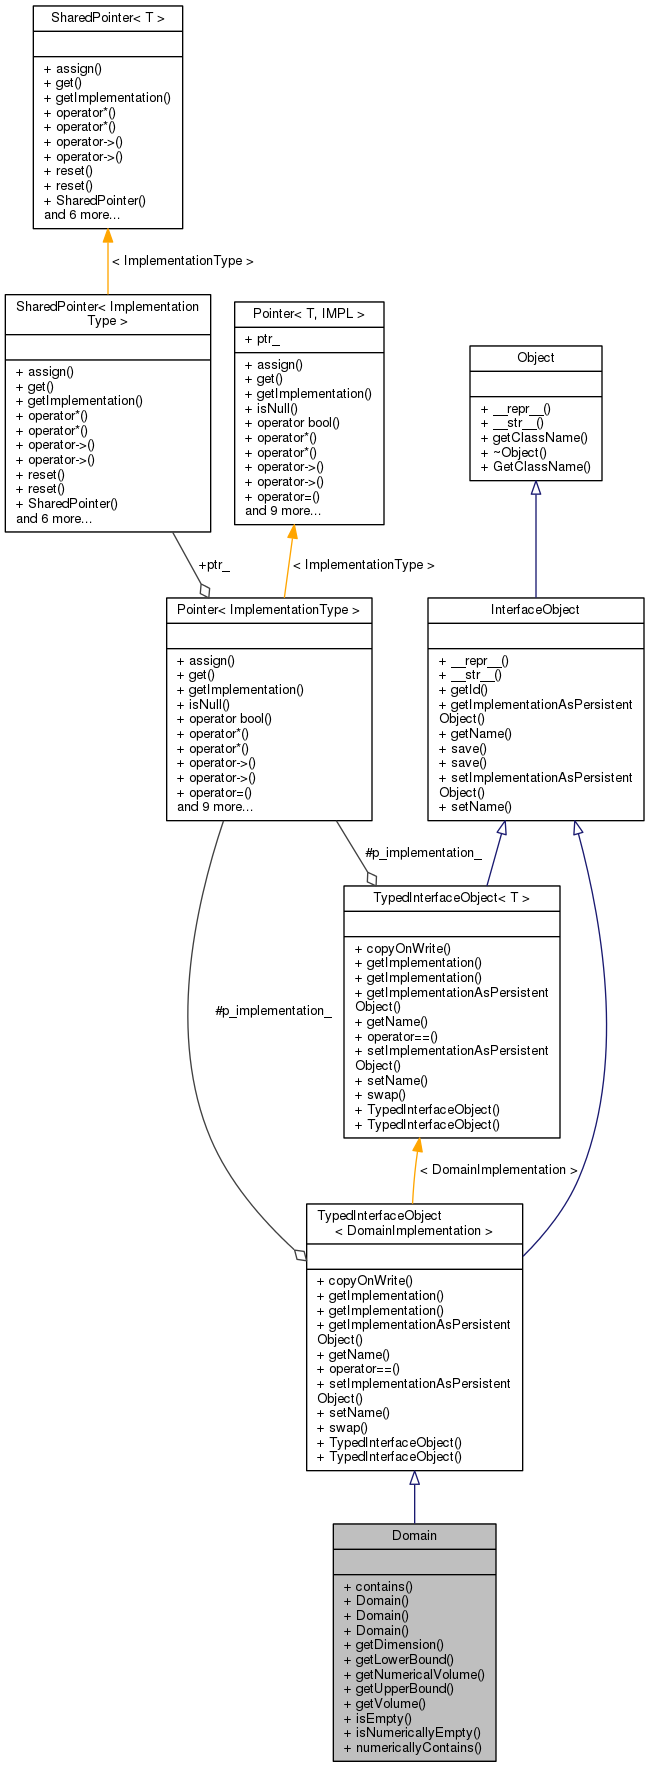 SharedPointer< T >
+ assign()
+ get()
+ getImplementation()
+ operator*()
+ operator*()
+ operator->()
+ operator->()
+ reset()
+ reset()
+ SharedPointer()
and 6 more...
< ImplementationType >
SharedPointer< Implementation
Type >
+ assign()
+ get()
+ getImplementation()
+ operator*()
+ operator*()
+ operator->()
+ operator->()
+ reset()
+ reset()
+ SharedPointer()
and 6 more...
Pointer< T, IMPL >
+ ptr_
+ assign()
+ get()
+ getImplementation()
+ isNull()
+ operator bool()
+ operator*()
+ operator*()
+ operator->()
+ operator->()
+ operator=()
and 9 more...
Object
+ __repr__()
+ __str__()
+ getClassName()
+ ~Object()
+ GetClassName()
+ptr_
< ImplementationType >
Pointer< ImplementationType >
+ assign()
+ get()
+ getImplementation()
+ isNull()
+ operator bool()
+ operator*()
+ operator*()
+ operator->()
+ operator->()
+ operator=()
and 9 more...
InterfaceObject
+ __repr__()
+ __str__()
+ getId()
+ getImplementationAsPersistent
Object()
+ getName()
+ save()
+ save()
+ setImplementationAsPersistent
Object()
+ setName()
#p_implementation_
TypedInterfaceObject< T >
+ copyOnWrite()
+ getImplementation()
+ getImplementation()
+ getImplementationAsPersistent
Object()
+ getName()
+ operator==()
+ setImplementationAsPersistent
Object()
+ setName()
+ swap()
+ TypedInterfaceObject()
+ TypedInterfaceObject()
#p_implementation_
< DomainImplementation >
TypedInterfaceObject
< DomainImplementation >
+ copyOnWrite()
+ getImplementation()
+ getImplementation()
+ getImplementationAsPersistent
Object()
+ getName()
+ operator==()
+ setImplementationAsPersistent
Object()
+ setName()
+ swap()
+ TypedInterfaceObject()
+ TypedInterfaceObject()
Domain
+ contains()
+ Domain()
+ Domain()
+ Domain()
+ getDimension()
+ getLowerBound()
+ getNumericalVolume()
+ getUpperBound()
+ getVolume()
+ isEmpty()
+ isNumericallyEmpty()
+ numericallyContains()